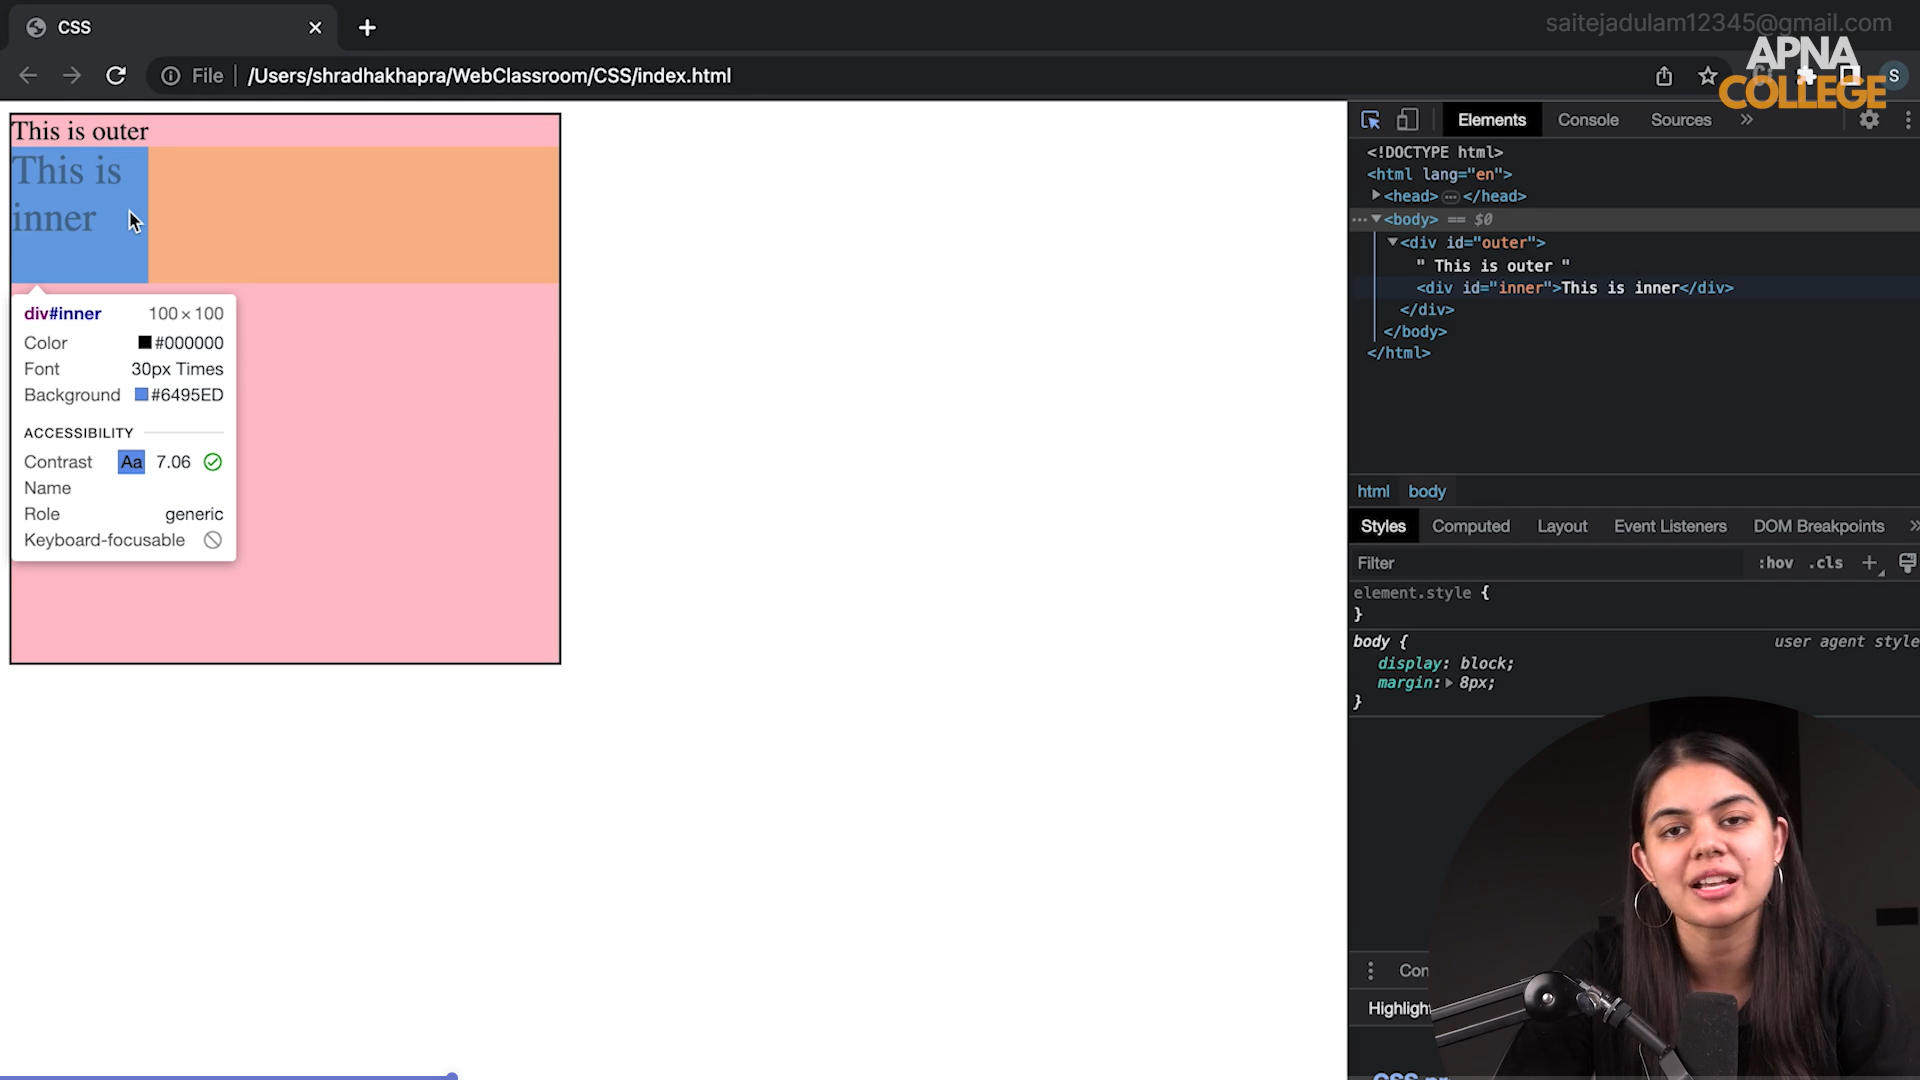 CSS
saitejadulam12345@gmail.com
APNA
COLLEGE
File
/Users/shradhakhapra/WebClassroom/CSS/index.html
S
This is outer
This is
inner
div#inner 100 × 100
Color #000000
Font 30px Times
Background #6495ED
ACCESSIBILITY
Contrast Aa 7.06
Name
Role generic
Keyboard-focusable
Elements Console Sources »
<!DOCTYPE html>
<html lang="en">
<head> ⋯ </head>
⋯ <body> == $0
<div id="outer">
" This is outer "
<div id="inner">This is inner</div>
</div>
</body>
</html>
html body
Styles Computed Layout Event Listeners DOM Breakpoints »
Filter :hov .cls +
element.style {
}
body { user agent style
display: block;
margin: 8px;
}
Con
Highligh